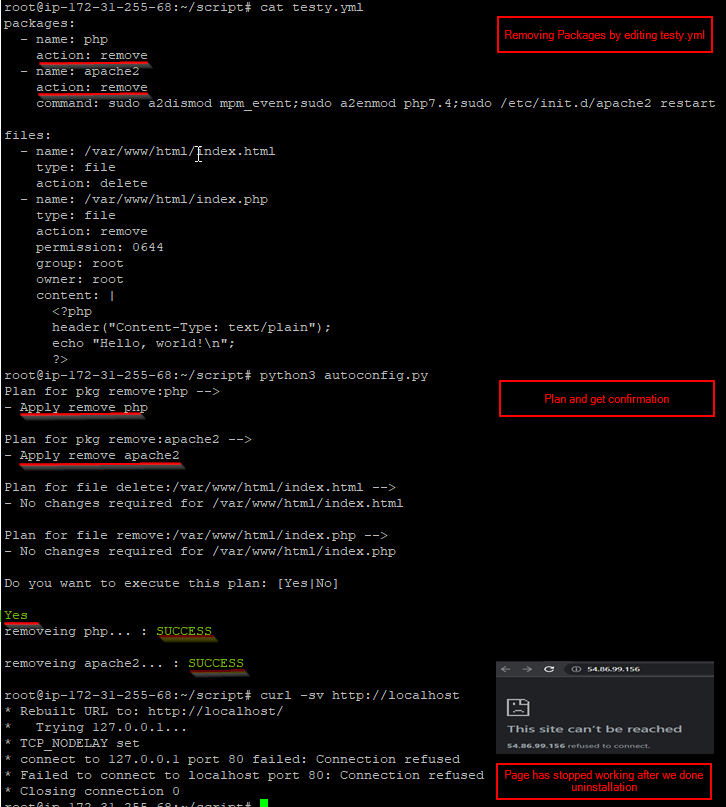 root@ip-172-31-255-68:~/script# cat testy.yml
packages:
  - name: php
    action: remove
  - name: apache2
    action: remove
    command: sudo a2dismod mpm_event;sudo a2enmod php7.4;sudo /etc/init.d/apache2 restart
Removing Packages by editing testy.yml
files:
  - name: /var/www/html/index.html
    type: file
    action: delete
  - name: /var/www/html/index.php
    type: file
    action: remove
    permission: 0644
    group: root
    owner: root
    content: |
      <?php
      header("Content-Type: text/plain");
      echo "Hello, world!\n";
      ?>
root@ip-172-31-255-68:~/script# python3 autoconfig.py
Plan for pkg remove:php -->
- Apply remove php
Plan and get confirmation
Plan for pkg remove:apache2 -->
- Apply remove apache2
Plan for file delete:/var/www/html/index.html -->
- No changes required for /var/www/html/index.html
Plan for file remove:/var/www/html/index.php -->
- No changes required for /var/www/html/index.php
Do you want to execute this plan: [Yes|No]
Yes
removeing php... : SUCCESS
removeing apache2... : SUCCESS
root@ip-172-31-255-68:~/script# curl -sv http://localhost
* Rebuilt URL to: http://localhost/
*   Trying 127.0.0.1...
* TCP_NODELAY set
* connect to 127.0.0.1 port 80 failed: Connection refused
* Failed to connect to localhost port 80: Connection refused
* Closing connection 0
root@ip-172-31-255-68:~/script#
54.86.99.156
This site can't be reached
54.86.99.156 refused to connect.
Page has stopped working after we done
uninstallation